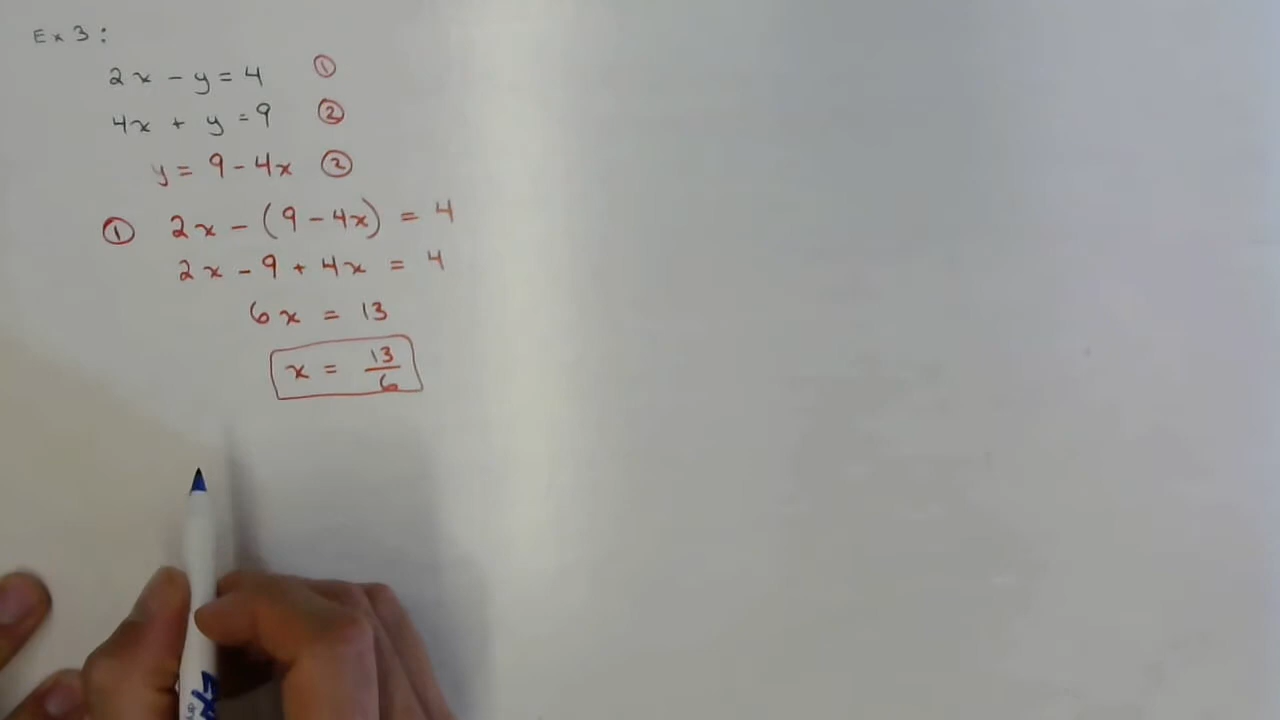 Ex 3:
2x - y = 4 ①
4x + y = 9 ②
y = 9 - 4x ②
① 2x - (9 - 4x) = 4
2x - 9 + 4x = 4
6x = 13
x = 13/6